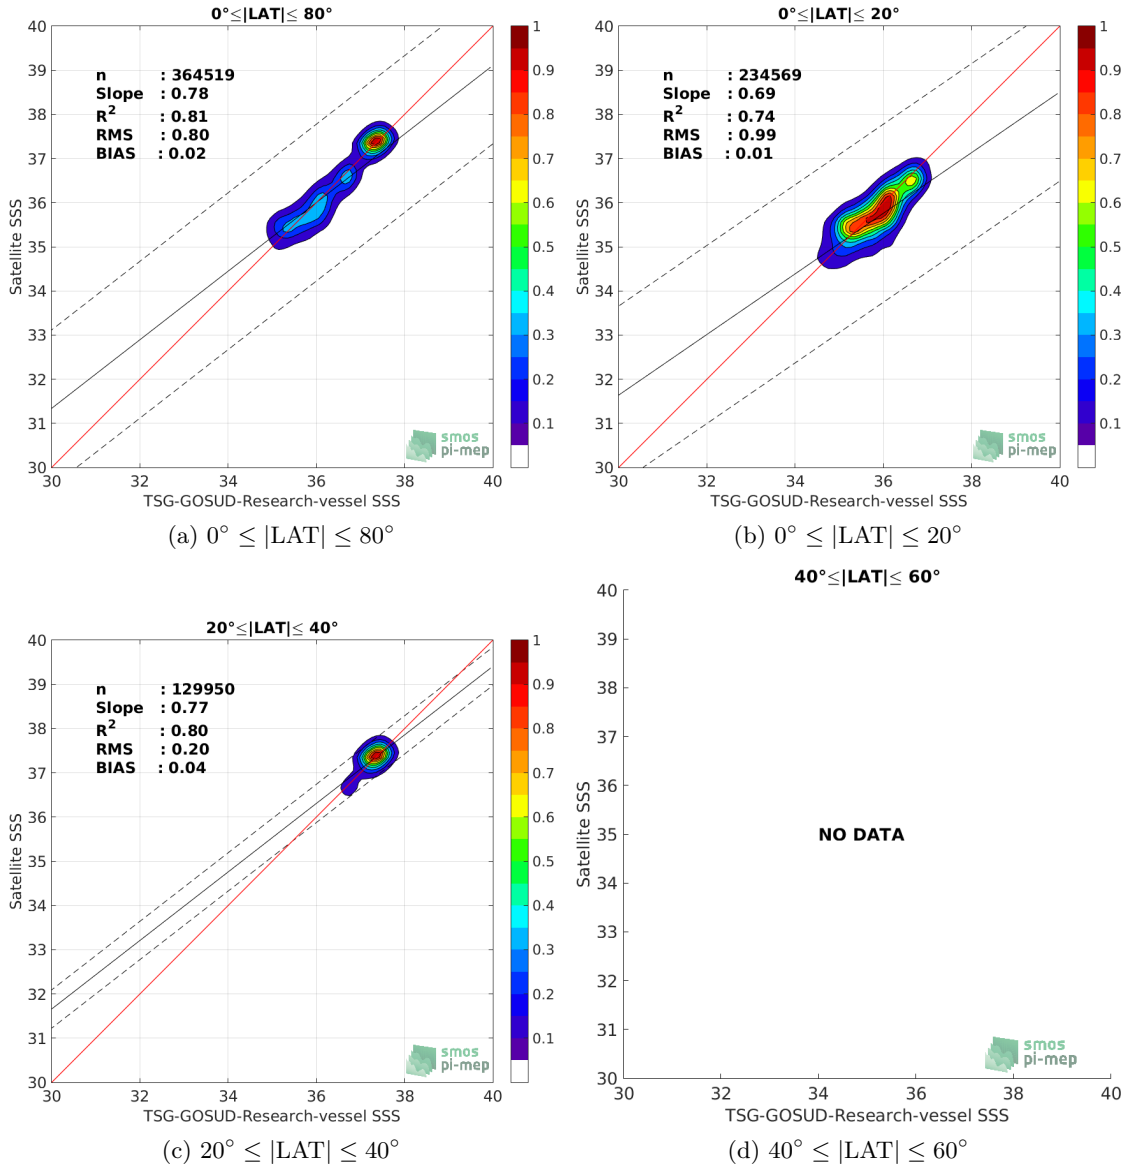 0°≤|LAT|≤ 80°
40
39
38
37
36
35
34
33
32
31
30
30 32 34 36 38 40
n : 364519
Slope : 0.78
R² : 0.81
RMS : 0.80
BIAS : 0.02
Satellite SSS
TSG-GOSUD-Research-vessel SSS
smos
pi-mep
1
0.9
0.8
0.7
0.6
0.5
0.4
0.3
0.2
0.1
(a) 0° ≤ |LAT| ≤ 80°
0°≤|LAT|≤ 20°
40
39
38
37
36
35
34
33
32
31
30
30 32 34 36 38 40
n : 234569
Slope : 0.69
R² : 0.74
RMS : 0.99
BIAS : 0.01
Satellite SSS
TSG-GOSUD-Research-vessel SSS
smos
pi-mep
1
0.9
0.8
0.7
0.6
0.5
0.4
0.3
0.2
0.1
(b) 0° ≤ |LAT| ≤ 20°
20°≤|LAT|≤ 40°
40
39
38
37
36
35
34
33
32
31
30
30 32 34 36 38 40
n : 129950
Slope : 0.77
R² : 0.80
RMS : 0.20
BIAS : 0.04
Satellite SSS
TSG-GOSUD-Research-vessel SSS
smos
pi-mep
1
0.9
0.8
0.7
0.6
0.5
0.4
0.3
0.2
0.1
(c) 20° ≤ |LAT| ≤ 40°
40°≤|LAT|≤ 60°
40
39
38
37
36
35
34
33
32
31
30
30 32 34 36 38 40
NO DATA
Satellite SSS
TSG-GOSUD-Research-vessel SSS
smos
pi-mep
(d) 40° ≤ |LAT| ≤ 60°